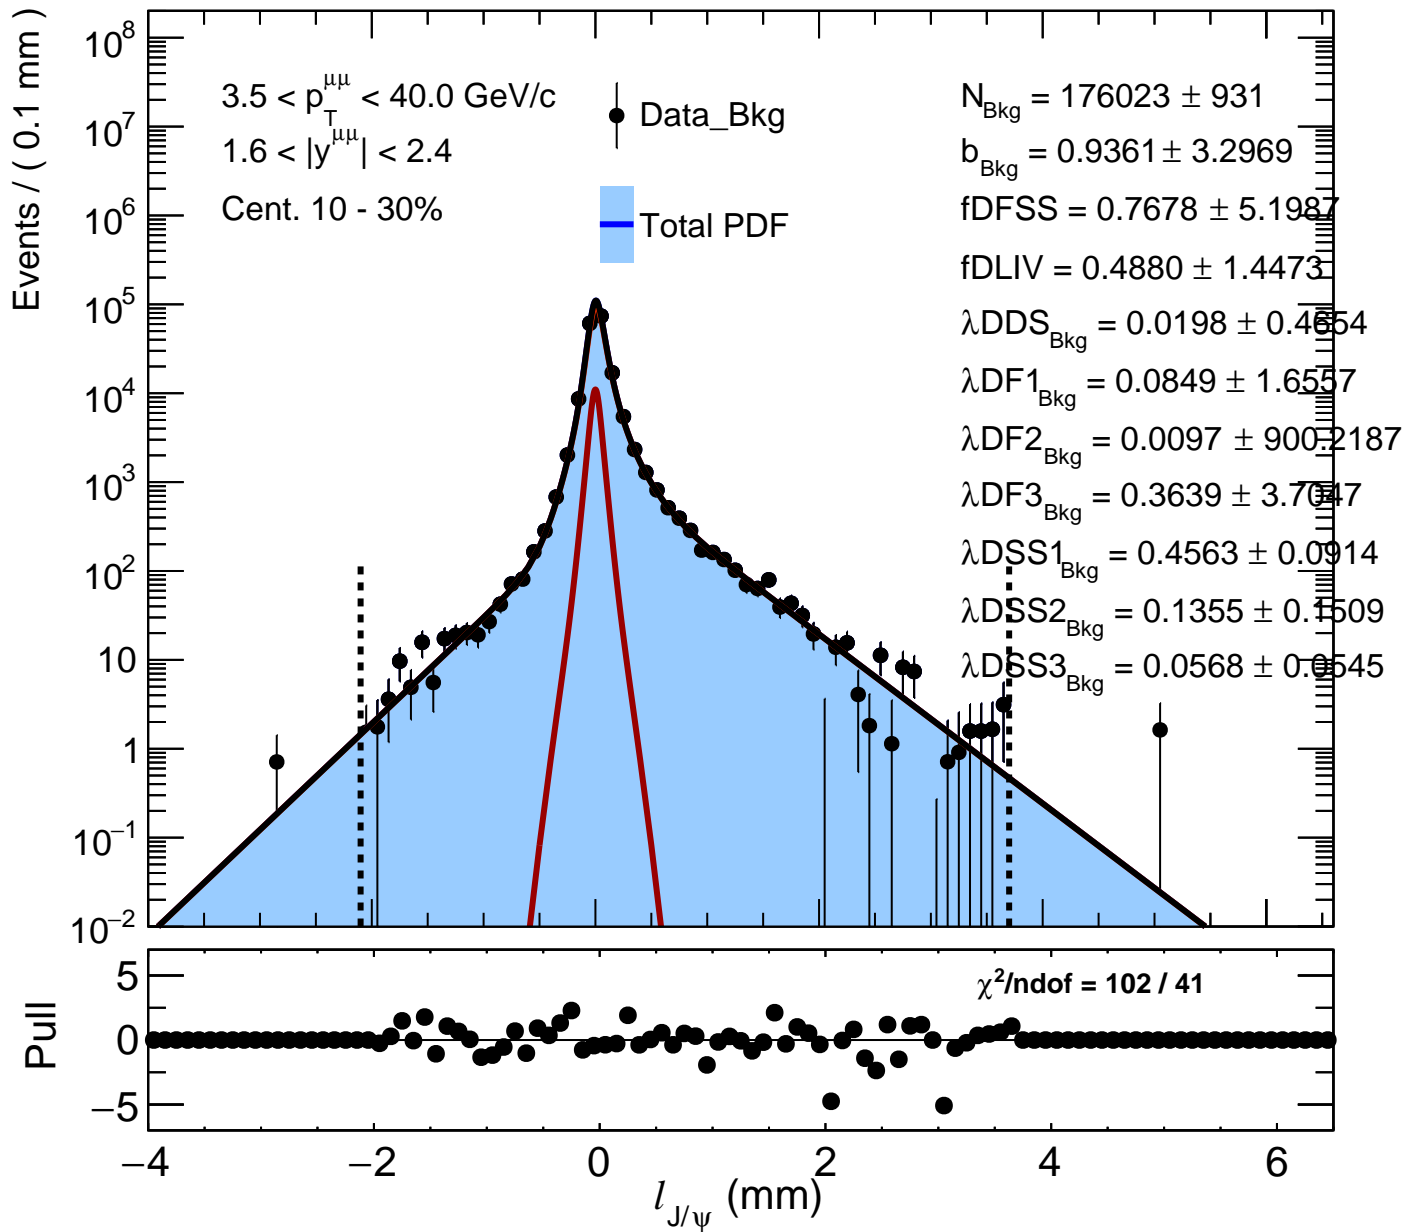 Events / ( 0.1 mm )
10^8
10^7
10^6
10^5
10^4
10^3
10^2
10
1
10^−1
10^−2
3.5 < p_T^μμ < 40.0 GeV/c
1.6 < |y^μμ| < 2.4
Cent. 10 - 30%
Data_Bkg
Total PDF
N_Bkg = 176023 ± 931
b_Bkg = 0.9361 ± 3.2969
fDFSS = 0.7678 ± 5.1987
fDLIV = 0.4880 ± 1.4473
λDDS_Bkg = 0.0198 ± 0.4654
λDF1_Bkg = 0.0849 ± 1.6557
λDF2_Bkg = 0.0097 ± 900.2187
λDF3_Bkg = 0.3639 ± 3.7047
λDSS1_Bkg = 0.4563 ± 0.0914
λDSS2_Bkg = 0.1355 ± 0.1509
λDSS3_Bkg = 0.0568 ± 0.0545
Pull
5
0
−5
χ²/ndof = 102 / 41
−4 −2 0 2 4 6
l_J/ψ (mm)